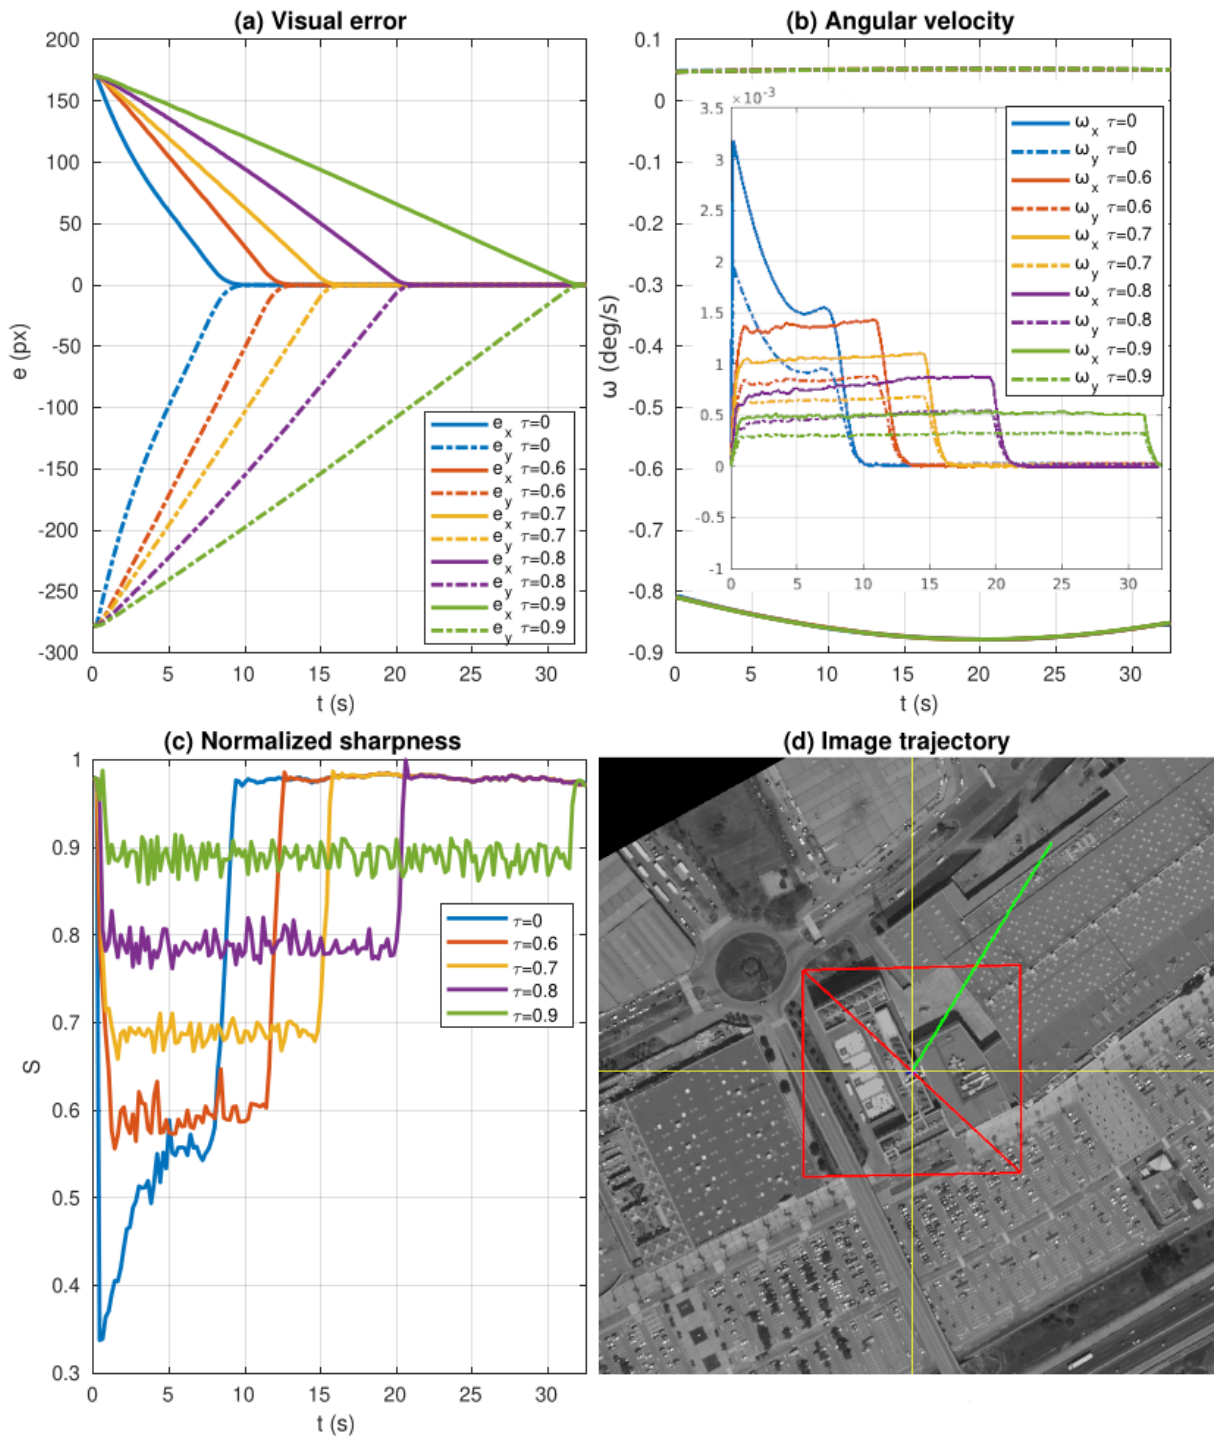 (a) Visual error
200
150
100
50
0
-50
-100
-150
-200
-250
-300
0 5 10 15 20 25 30
t (s)
e (px)
e_x τ=0
e_y τ=0
e_x τ=0.6
e_y τ=0.6
e_x τ=0.7
e_y τ=0.7
e_x τ=0.8
e_y τ=0.8
e_x τ=0.9
e_y τ=0.9
(b) Angular velocity
0.1
0
-0.1
-0.2
-0.3
-0.4
-0.5
-0.6
-0.7
-0.8
-0.9
0 5 10 15 20 25 30
t (s)
ω (deg/s)
×10⁻³
3.5
3
2.5
2
1.5
1
0.5
0
-0.5
-1
0 5 10 15 20 25 30
ω_x τ=0
ω_y τ=0
ω_x τ=0.6
ω_y τ=0.6
ω_x τ=0.7
ω_y τ=0.7
ω_x τ=0.8
ω_y τ=0.8
ω_x τ=0.9
ω_y τ=0.9
(c) Normalized sharpness
1
0.9
0.8
0.7
0.6
0.5
0.4
0.3
0 5 10 15 20 25 30
t (s)
S
τ=0
τ=0.6
τ=0.7
τ=0.8
τ=0.9
(d) Image trajectory